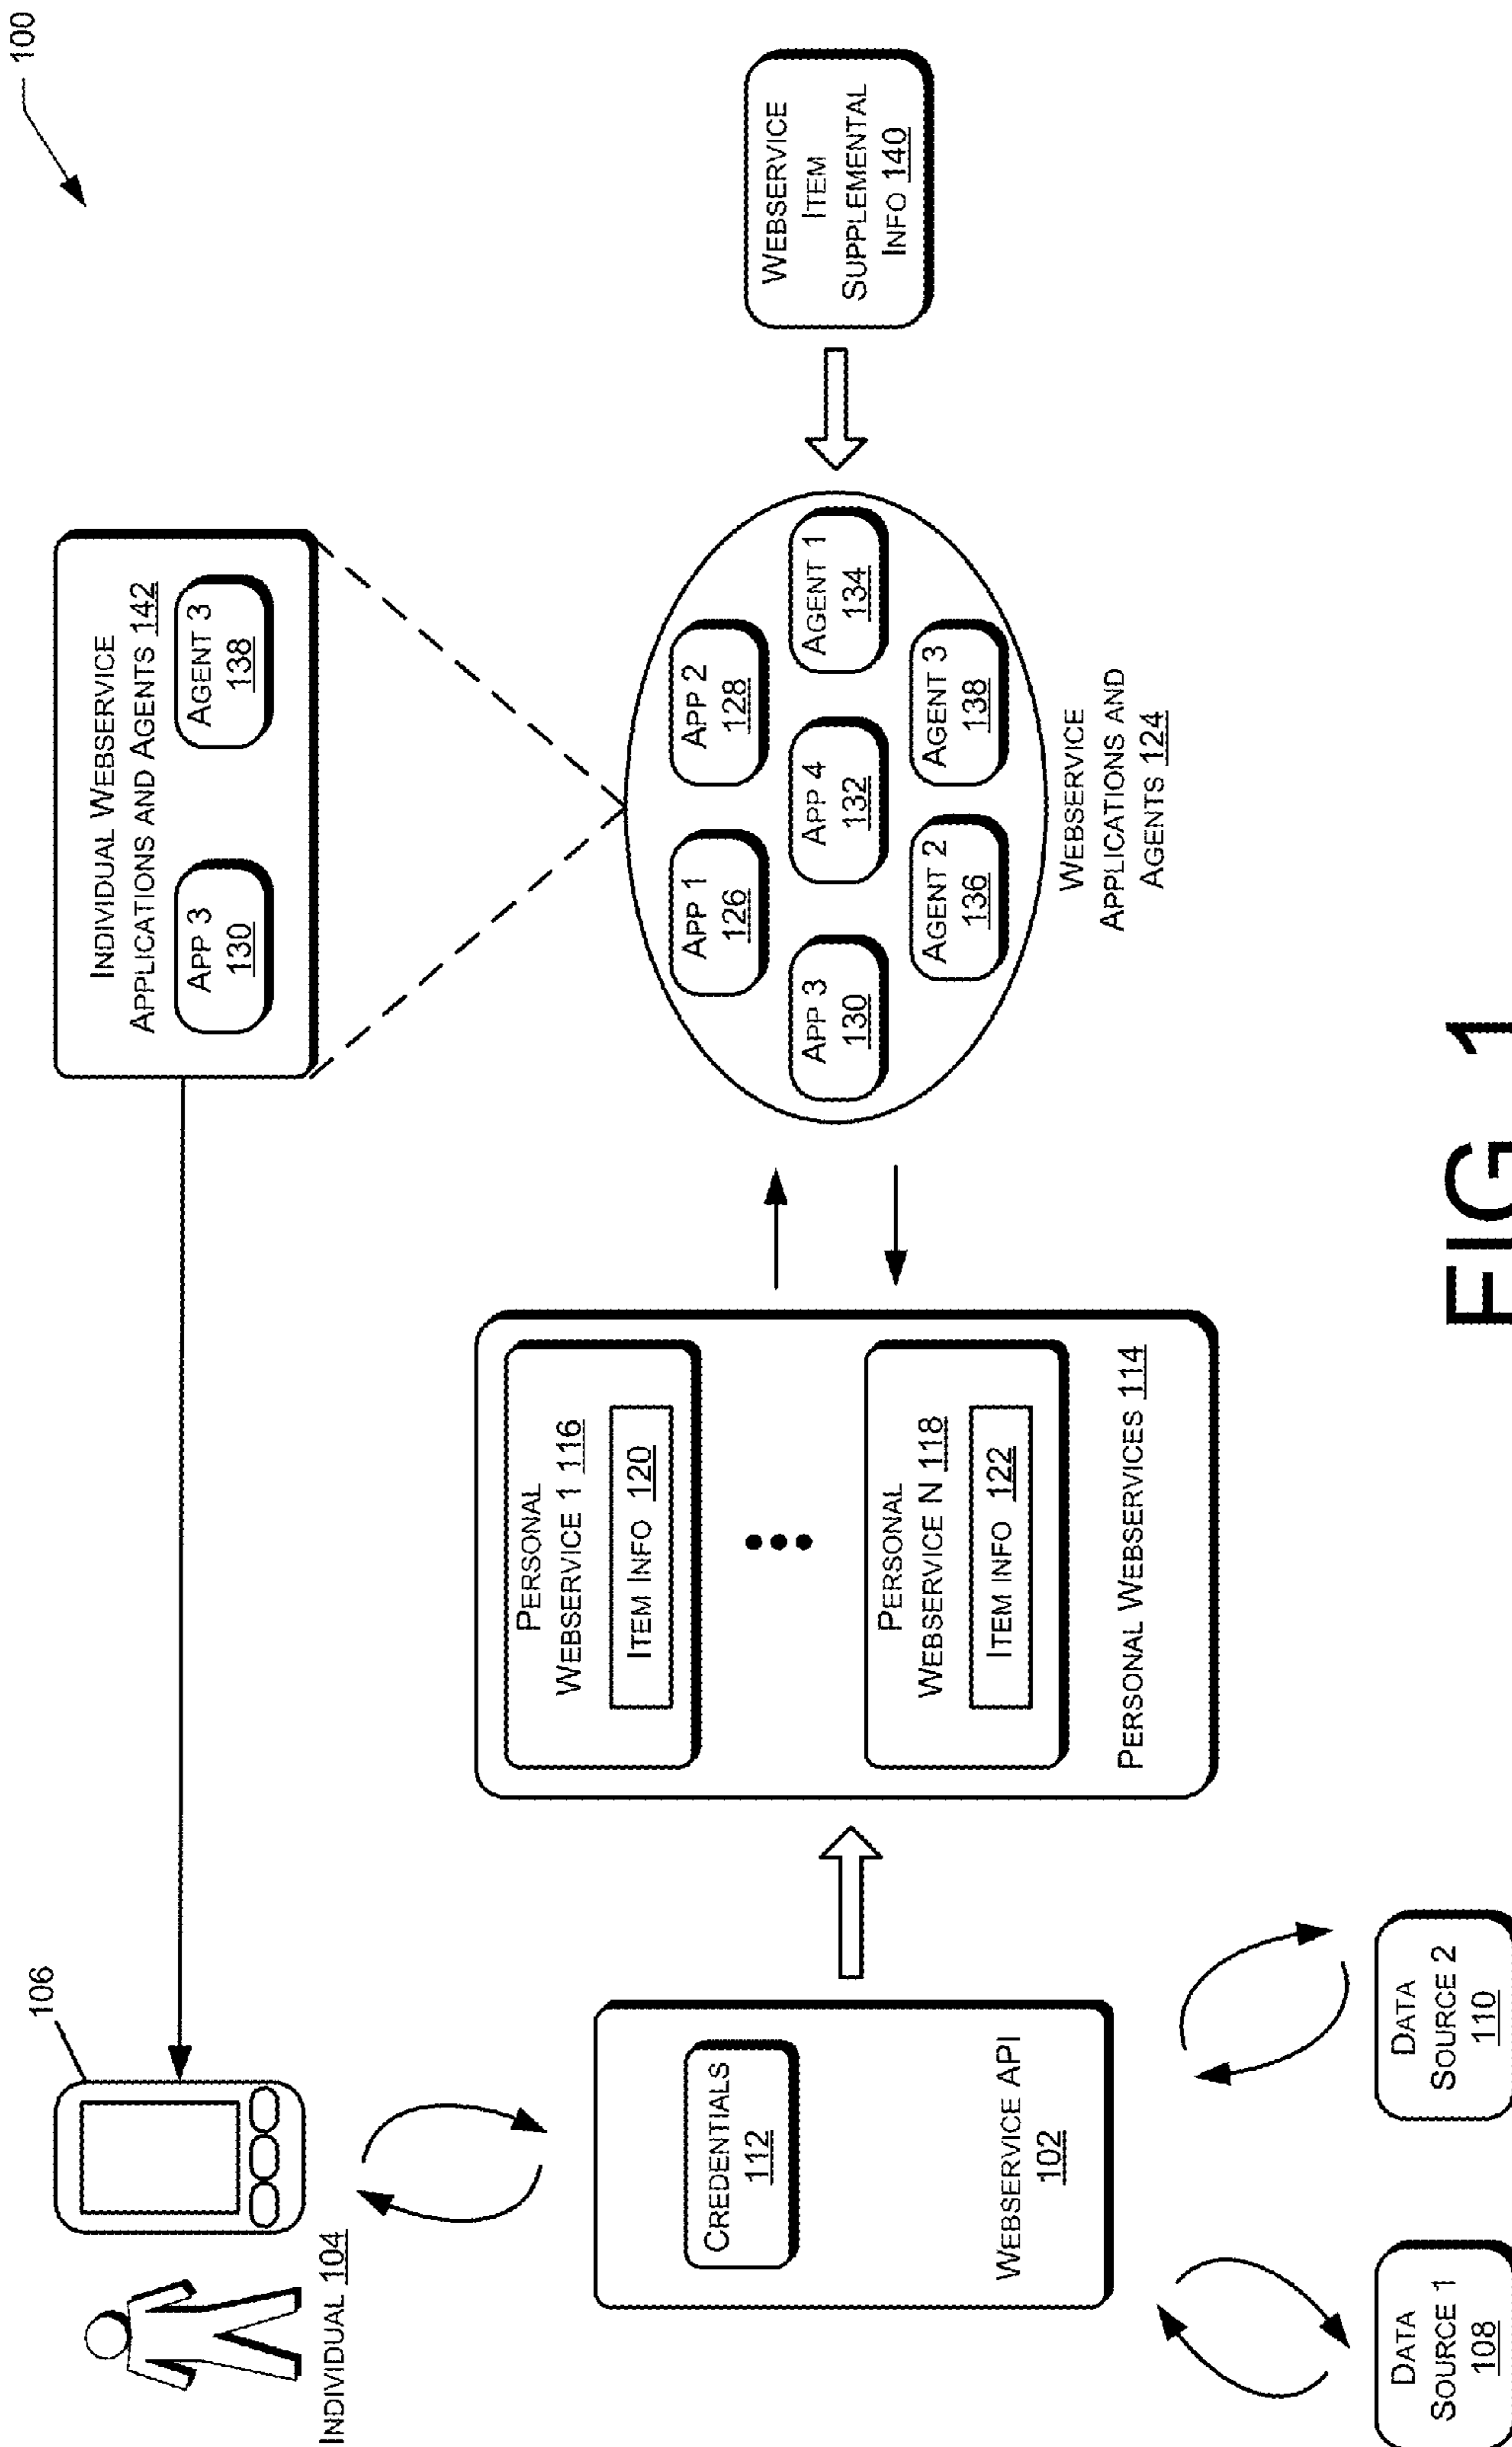 100
106
INDIVIDUAL 104
INDIVIDUAL WEBSERVICE
APPLICATIONS AND AGENTS 142
APP 3
130
AGENT 3
138
CREDENTIALS
112
WEBSERVICE API
102
DATA
SOURCE 1
108
DATA
SOURCE 2
110
PERSONAL
WEBSERVICE 1 116
ITEM INFO 120
PERSONAL
WEBSERVICE N 118
ITEM INFO 122
PERSONAL WEBSERVICES 114
APP 1
126
APP 2
128
APP 3
130
APP 4
132
AGENT 1
134
AGENT 2
136
AGENT 3
138
WEBSERVICE
APPLICATIONS AND
AGENTS 124
WEBSERVICE
ITEM
SUPPLEMENTAL
INFO 140
FIG. 1